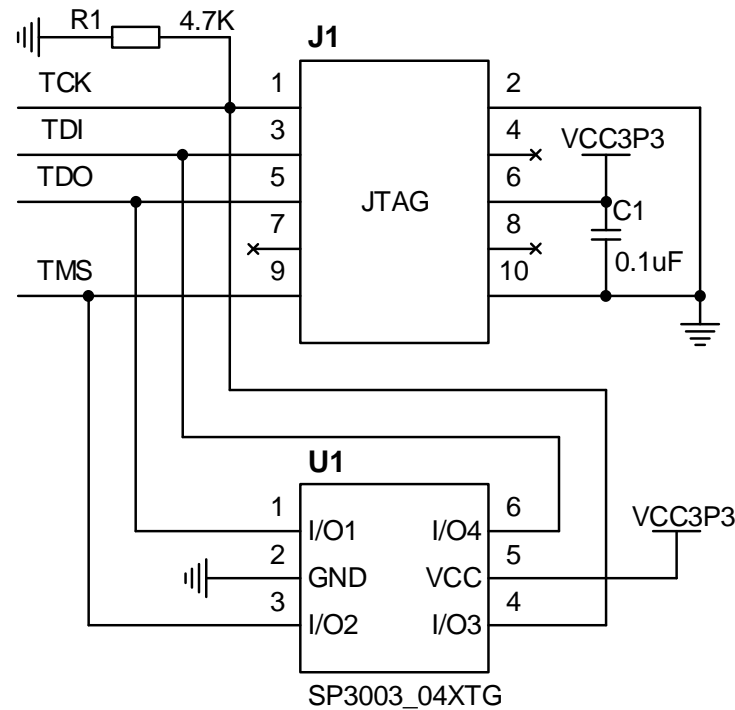 R1 4.7K
J1
TCK 1 2
TDI 3 4 VCC3P3
TDO 5 6
JTAG C1
7 8
0.1uF
TMS 9 10
U1
1 I/O1 I/O4 6 VCC3P3
2 GND VCC 5
3 I/O2 I/O3 4
SP3003_04XTG